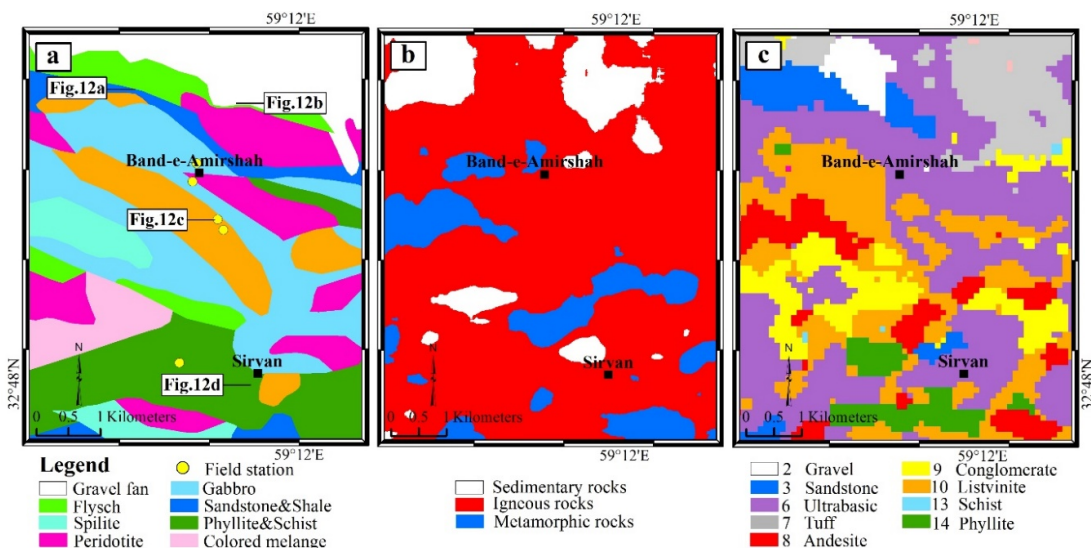 59°12'E
59°12'E
a
b
c
Fig.12a
Fig.12b
Band-e-Amirshah
Band-e-Amirshah
Band-e-Amirshah
Fig.12c
Sirvan
Sirvan
Sirvan
Fig.12d
N
N
N
32°48'N
32°48'N
0 0.5 1 Kilometers
0 0.5 1 Kilometers
0 0.5 1 Kilometers
59°12'E
59°12'E
Legend
Field station
Gravel fan
Gabbro
Flysch
Sandstone&Shale
Spilite
Phyllite&Schist
Peridotite
Colored melange
Sedimentary rocks
Igneous rocks
Metamorphic rocks
2 Gravel
9 Conglomerate
3 Sandstone
10 Listvinite
6 Ultrabasic
13 Schist
7 Tuff
14 Phyllite
8 Andesite